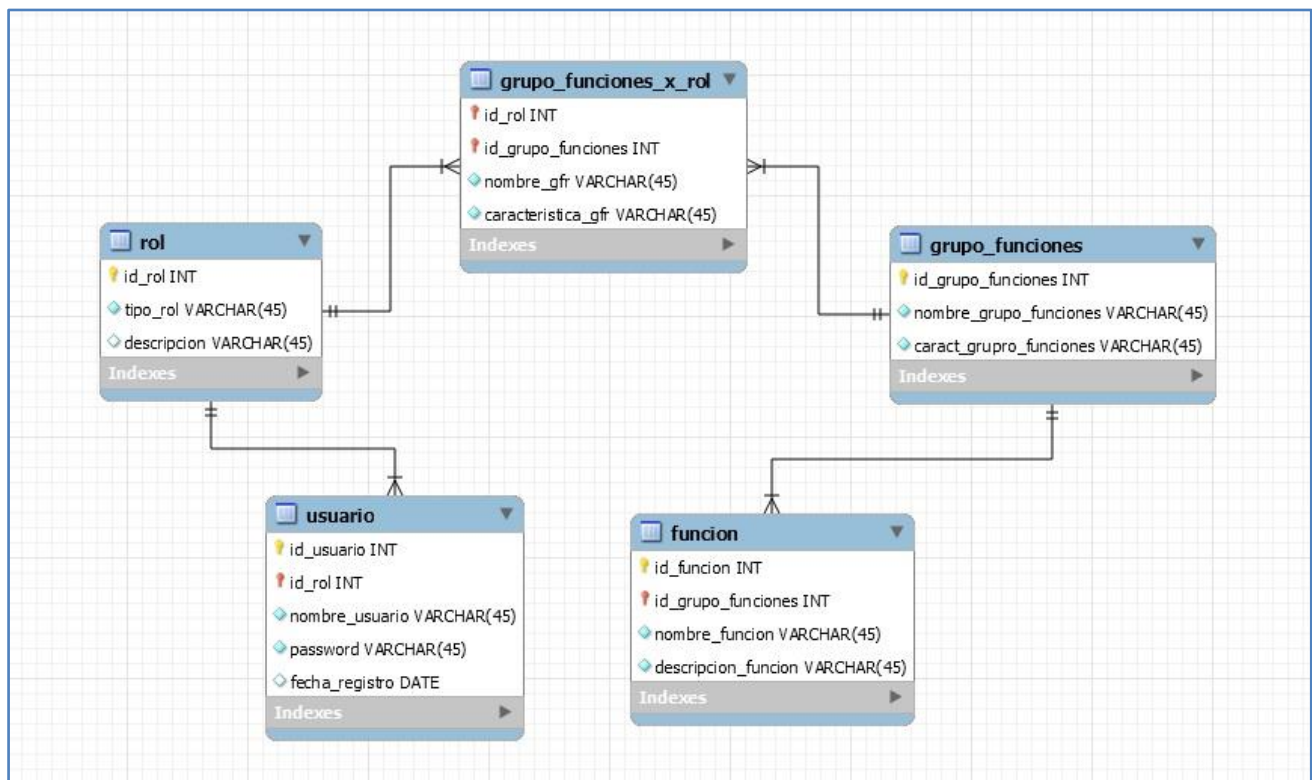 grupo_funciones_x_rol
id_rol INT
id_grupo_funciones INT
nombre_gfr VARCHAR(45)
caracteristica_gfr VARCHAR(45)
Indexes
rol
id_rol INT
tipo_rol VARCHAR(45)
descripcion VARCHAR(45)
Indexes
grupo_funciones
id_grupo_funciones INT
nombre_grupo_funciones VARCHAR(45)
caract_grupro_funciones VARCHAR(45)
Indexes
usuario
id_usuario INT
id_rol INT
nombre_usuario VARCHAR(45)
password VARCHAR(45)
fecha_registro DATE
Indexes
funcion
id_funcion INT
id_grupo_funciones INT
nombre_funcion VARCHAR(45)
descripcion_funcion VARCHAR(45)
Indexes